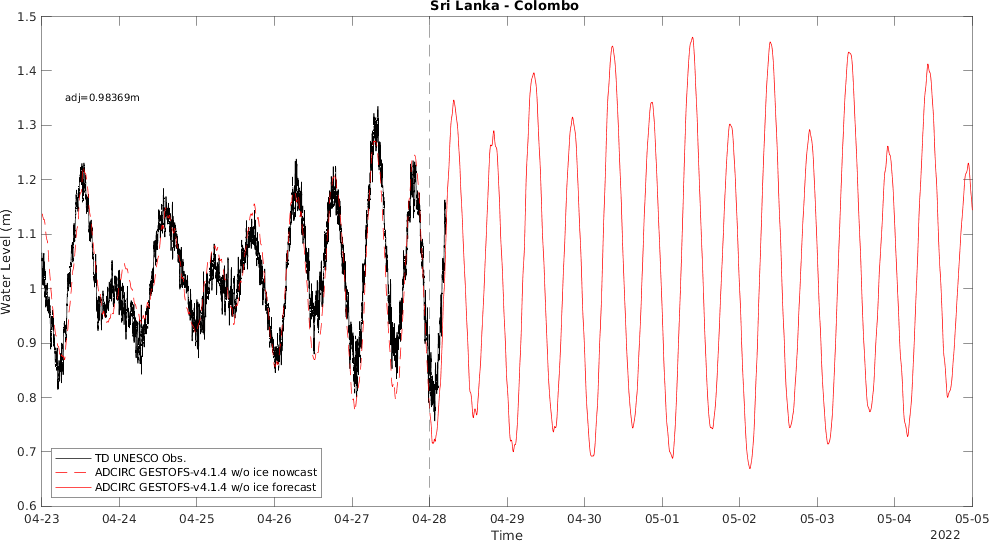 Sri Lanka - Colombo
1.5
1.4
1.3
1.2
1.1
1
0.9
0.8
0.7
0.6
Water Level (m)
adj=0.98369m
TD UNESCO Obs.
ADCIRC GESTOFS-v4.1.4 w/o ice nowcast
ADCIRC GESTOFS-v4.1.4 w/o ice forecast
04-23 04-24 04-25 04-26 04-27 04-28 04-29 04-30 05-01 05-02 05-03 05-04 05-05
Time
2022